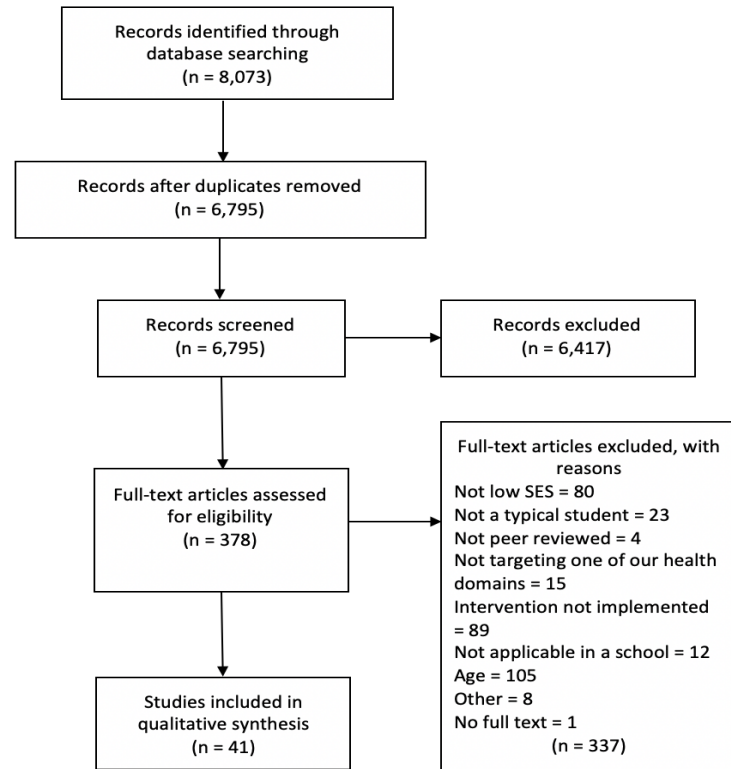 Records identified through
database searching
(n = 8,073)
Records after duplicates removed
(n = 6,795)
Records screened
(n = 6,795)
Records excluded
(n = 6,417)
Full-text articles assessed
for eligibility
(n = 378)
Full-text articles excluded, with
reasons
Not low SES = 80
Not a typical student = 23
Not peer reviewed = 4
Not targeting one of our health
domains = 15
Intervention not implemented
= 89
Not applicable in a school = 12
Age = 105
Other = 8
No full text = 1
(n = 337)
Studies included in
qualitative synthesis
(n = 41)